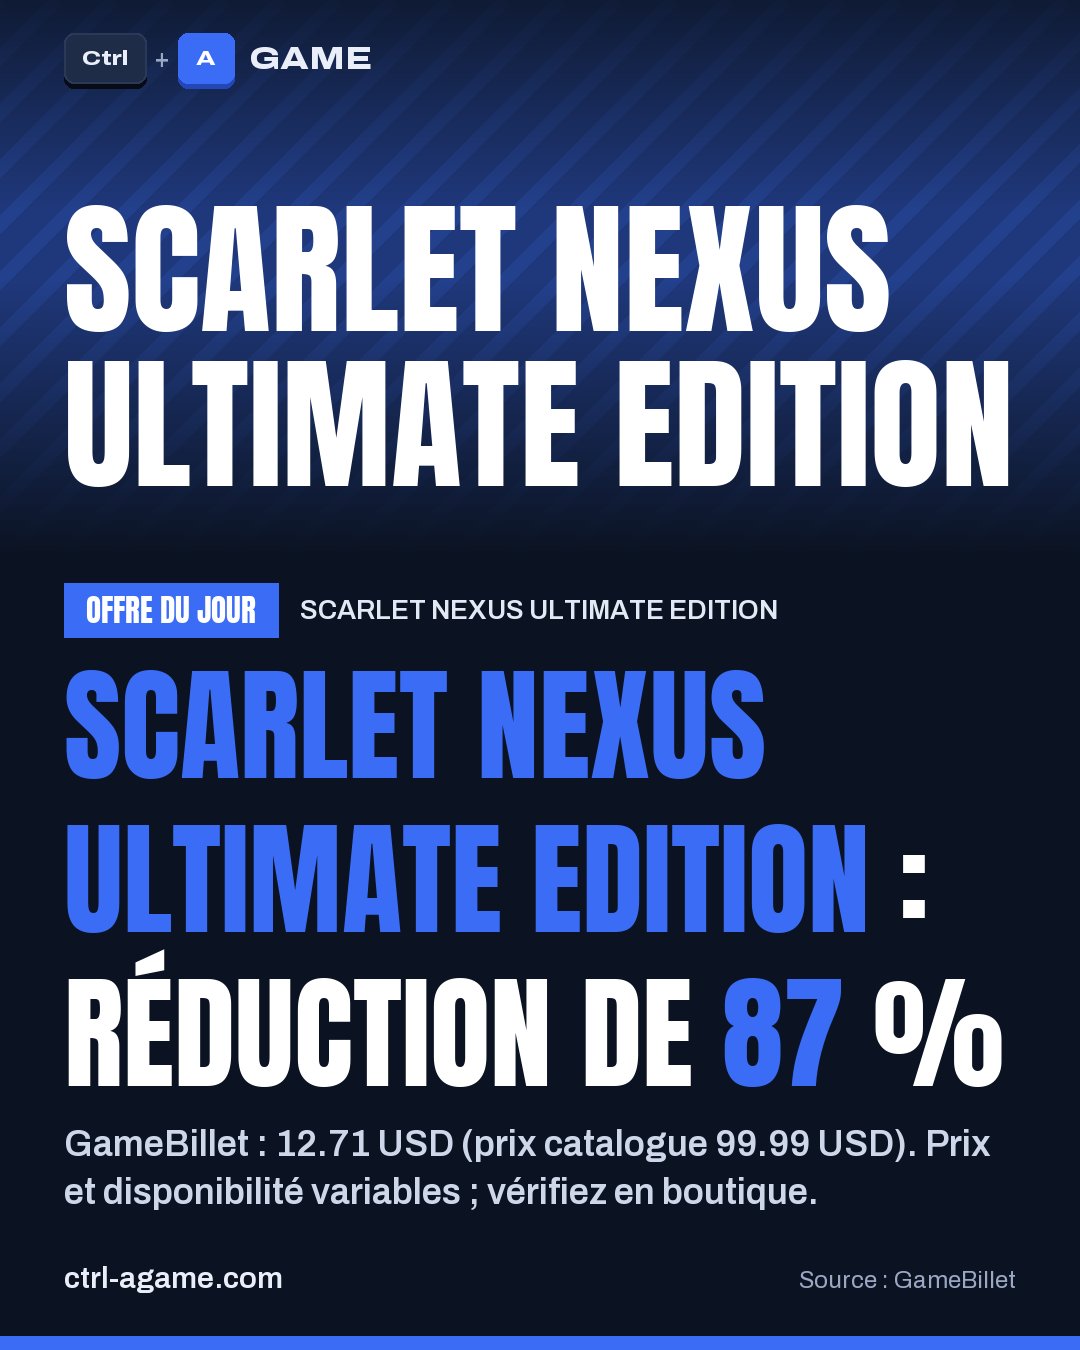 Ctrl + A GAME
SCARLET NEXUS
ULTIMATE EDITION
OFFRE DU JOUR SCARLET NEXUS ULTIMATE EDITION
SCARLET NEXUS
ULTIMATE EDITION :
RÉDUCTION DE 87 %
GameBillet : 12.71 USD (prix catalogue 99.99 USD). Prix
et disponibilité variables ; vérifiez en boutique.
ctrl-agame.com Source : GameBillet